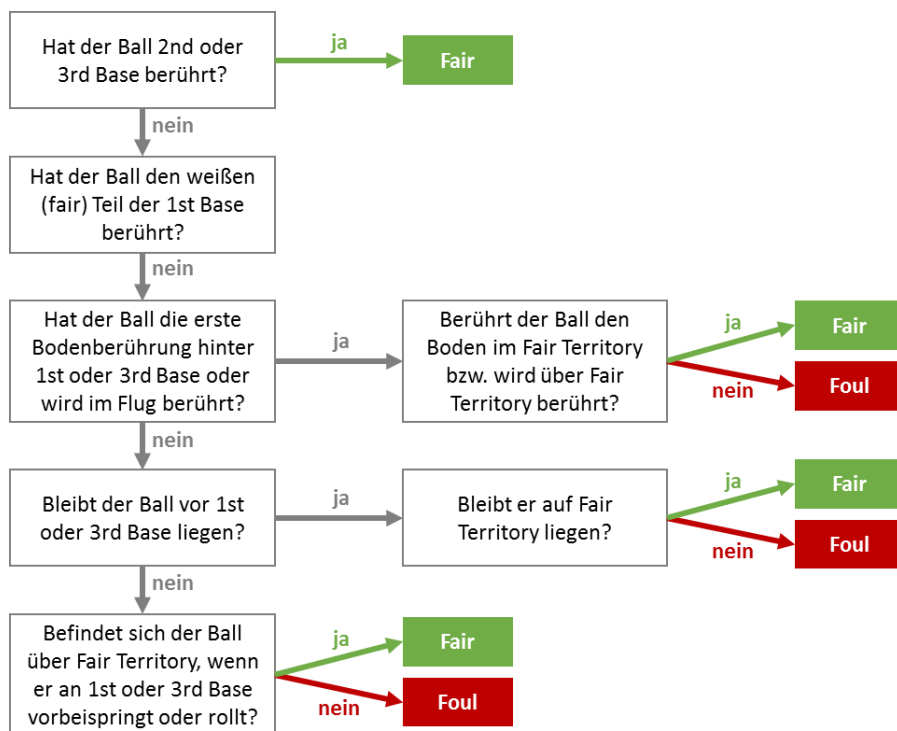 Hat der Ball 2nd oder
3rd Base berührt?
ja
Fair
nein
Hat der Ball den weißen
(fair) Teil der 1st Base
berührt?
nein
Hat der Ball die erste
Bodenberührung hinter
1st oder 3rd Base oder
wird im Flug berührt?
ja
Berührt der Ball den
Boden im Fair Territory
bzw. wird über Fair
Territory berührt?
ja
Fair
nein
Foul
nein
Bleibt der Ball vor 1st
oder 3rd Base liegen?
ja
Bleibt er auf Fair
Territory liegen?
ja
Fair
nein
Foul
nein
Befindet sich der Ball
über Fair Territory, wenn
er an 1st oder 3rd Base
vorbeispringt oder rollt?
ja
Fair
nein
Foul